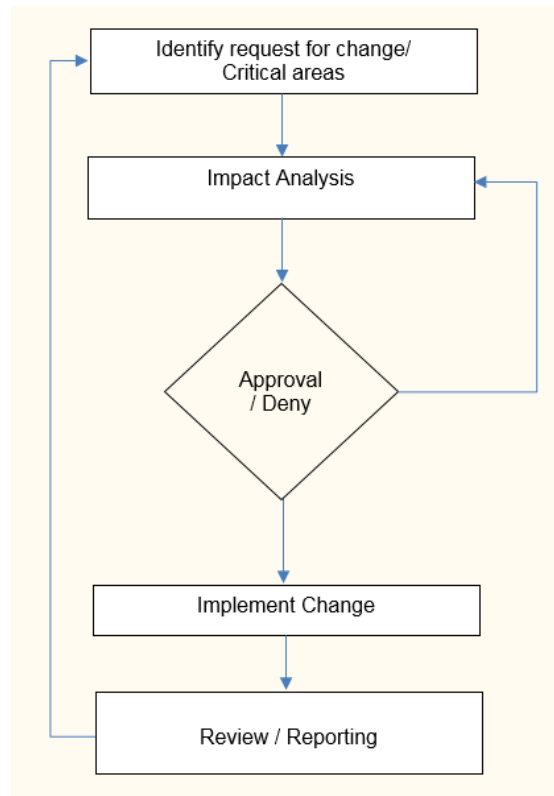 Identify request for change/
Critical areas
Impact Analysis
Approval
/ Deny
Implement Change
Review / Reporting